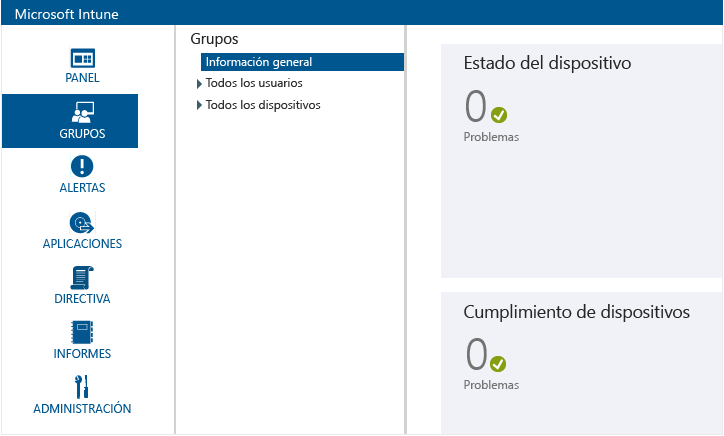 Microsoft Intune
PANEL
GRUPOS
ALERTAS
APLICACIONES
DIRECTIVA
INFORMES
ADMINISTRACIÓN
Grupos
Información general
Todos los usuarios
Todos los dispositivos
Estado del dispositivo
0
Problemas
Cumplimiento de dispositivos
0
Problemas